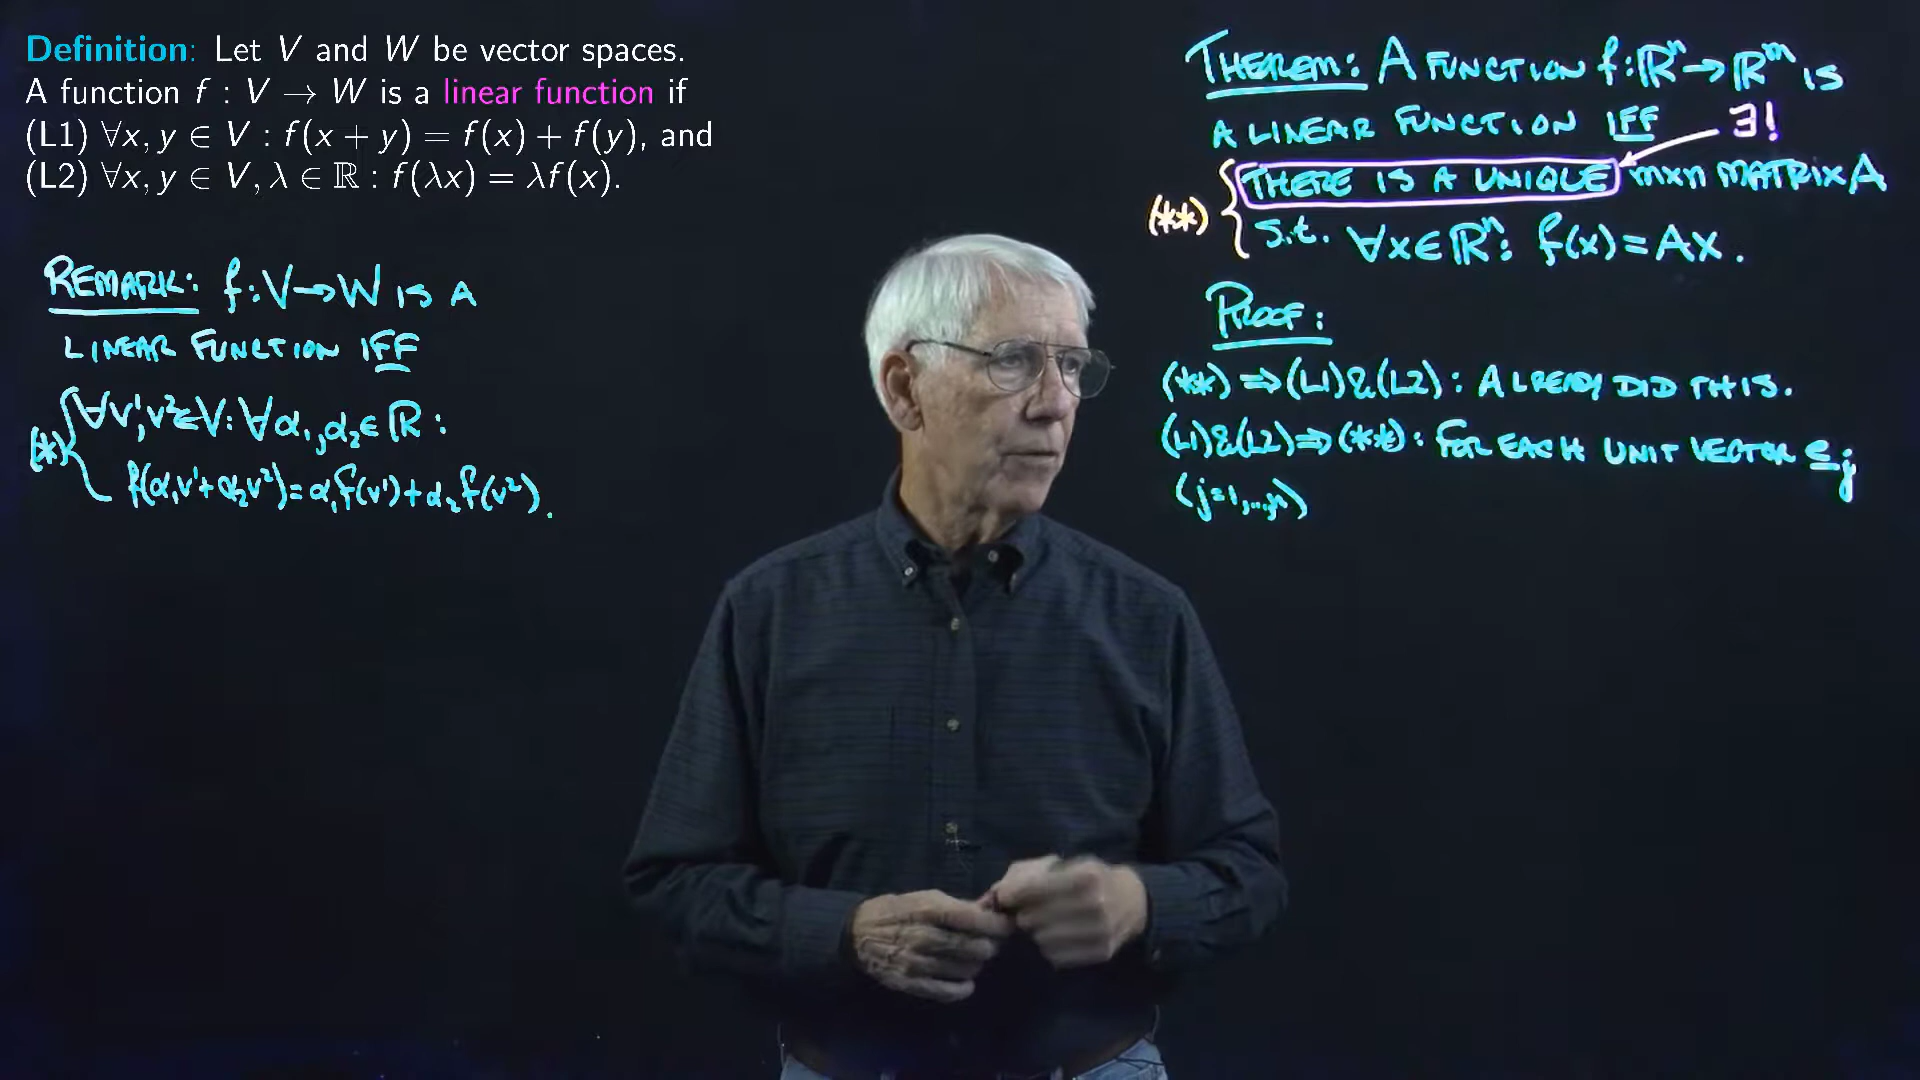 Definition: Let V and W be vector spaces.
A function f : V → W is a linear function if
(L1) ∀x, y ∈ V : f(x + y) = f(x) + f(y), and
(L2) ∀x, y ∈ V, λ ∈ ℝ : f(λx) = λf(x).
REMARK: f: V → W IS A
LINEAR FUNCTION IFF
(*) { ∀v¹, v² ∈ V: ∀α₁, α₂ ∈ ℝ:
f(α₁v¹ + α₂v²) = α₁f(v¹) + α₂f(v²).
THEREM: A FUNCTION f: ℝⁿ → ℝᵐ IS
A LINEAR FUNCTION IFF ∃!
(**) { THERE IS A UNIQUE m×n MATRIX A
s.t. ∀x ∈ ℝⁿ: f(x) = Ax.
PROOF:
(**) ⇒ (L1) & (L2): ALREADY DID THIS.
(L1) & (L2) ⇒ (**): FOR EACH UNIT VECTOR e_j
(j=1,...,n)